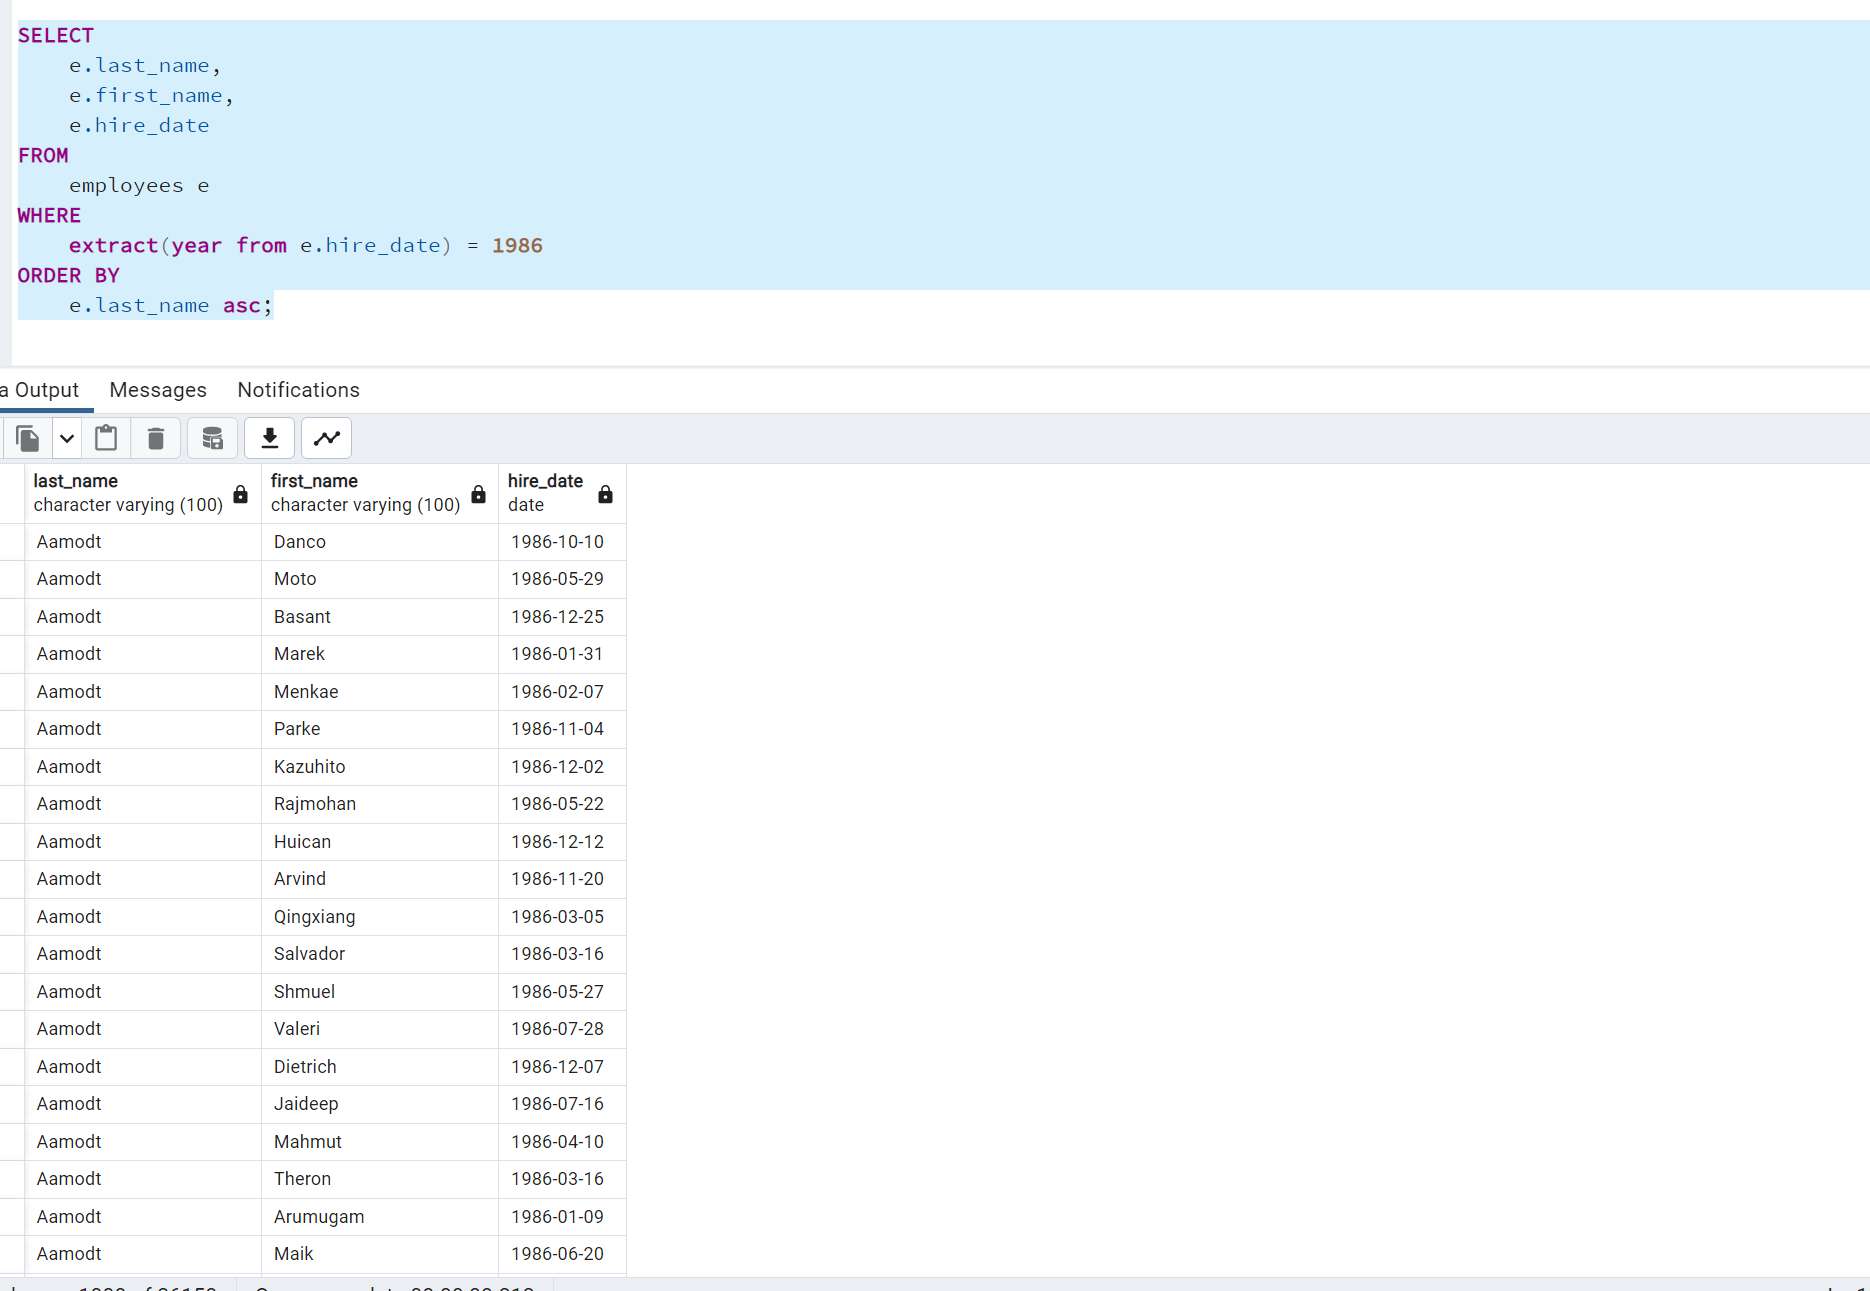 SELECT
e.last_name,
e.first_name,
e.hire_date
FROM
employees e
WHERE
extract(year from e.hire_date) = 1986
ORDER BY
e.last_name asc;
a Output Messages Notifications
last_name first_name hire_date
character varying (100) character varying (100) date
Aamodt Danco 1986-10-10
Aamodt Moto 1986-05-29
Aamodt Basant 1986-12-25
Aamodt Marek 1986-01-31
Aamodt Menkae 1986-02-07
Aamodt Parke 1986-11-04
Aamodt Kazuhito 1986-12-02
Aamodt Rajmohan 1986-05-22
Aamodt Huican 1986-12-12
Aamodt Arvind 1986-11-20
Aamodt Qingxiang 1986-03-05
Aamodt Salvador 1986-03-16
Aamodt Shmuel 1986-05-27
Aamodt Valeri 1986-07-28
Aamodt Dietrich 1986-12-07
Aamodt Jaideep 1986-07-16
Aamodt Mahmut 1986-04-10
Aamodt Theron 1986-03-16
Aamodt Arumugam 1986-01-09
Aamodt Maik 1986-06-20